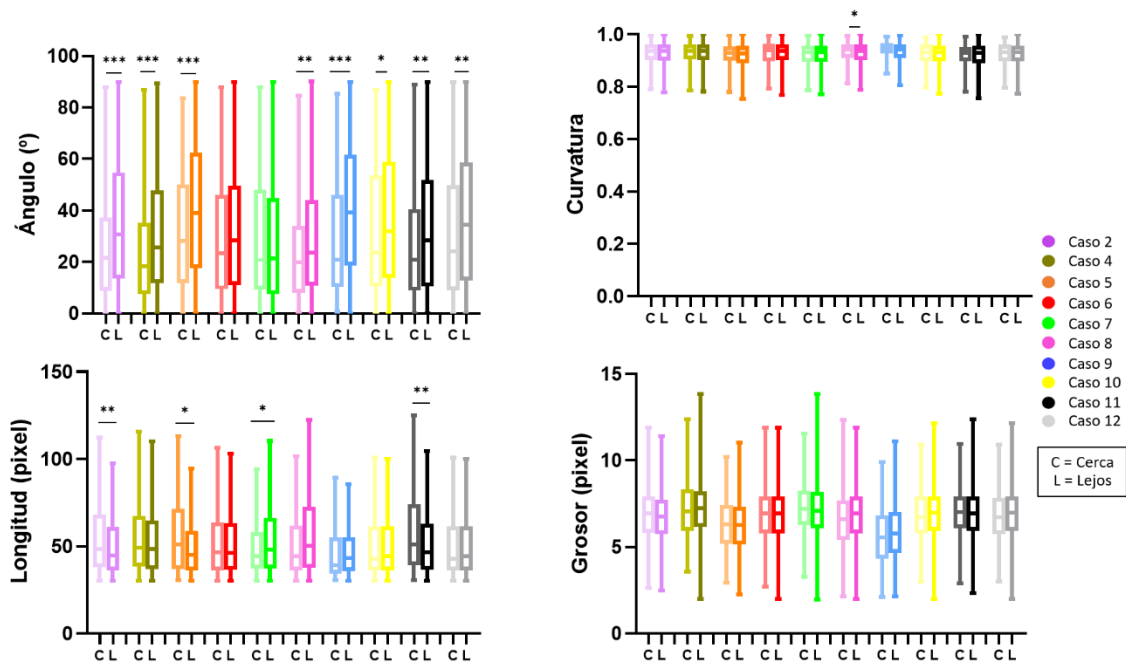 Ángulo (º)
100
80
60
40
20
0
*** *** *** ** *** * ** **
C L C L C L C L C L C L C L C L C L C L
Curvatura
1.0
0.8
0.6
0.4
0.2
0.0
*
C L C L C L C L C L C L C L C L C L C L
Longitud (pixel)
150
100
50
0
** * * **
C L C L C L C L C L C L C L C L C L C L
Grosor (pixel)
15
10
5
0
C L C L C L C L C L C L C L C L C L C L
Caso 2
Caso 4
Caso 5
Caso 6
Caso 7
Caso 8
Caso 9
Caso 10
Caso 11
Caso 12
C = Cerca
L = Lejos